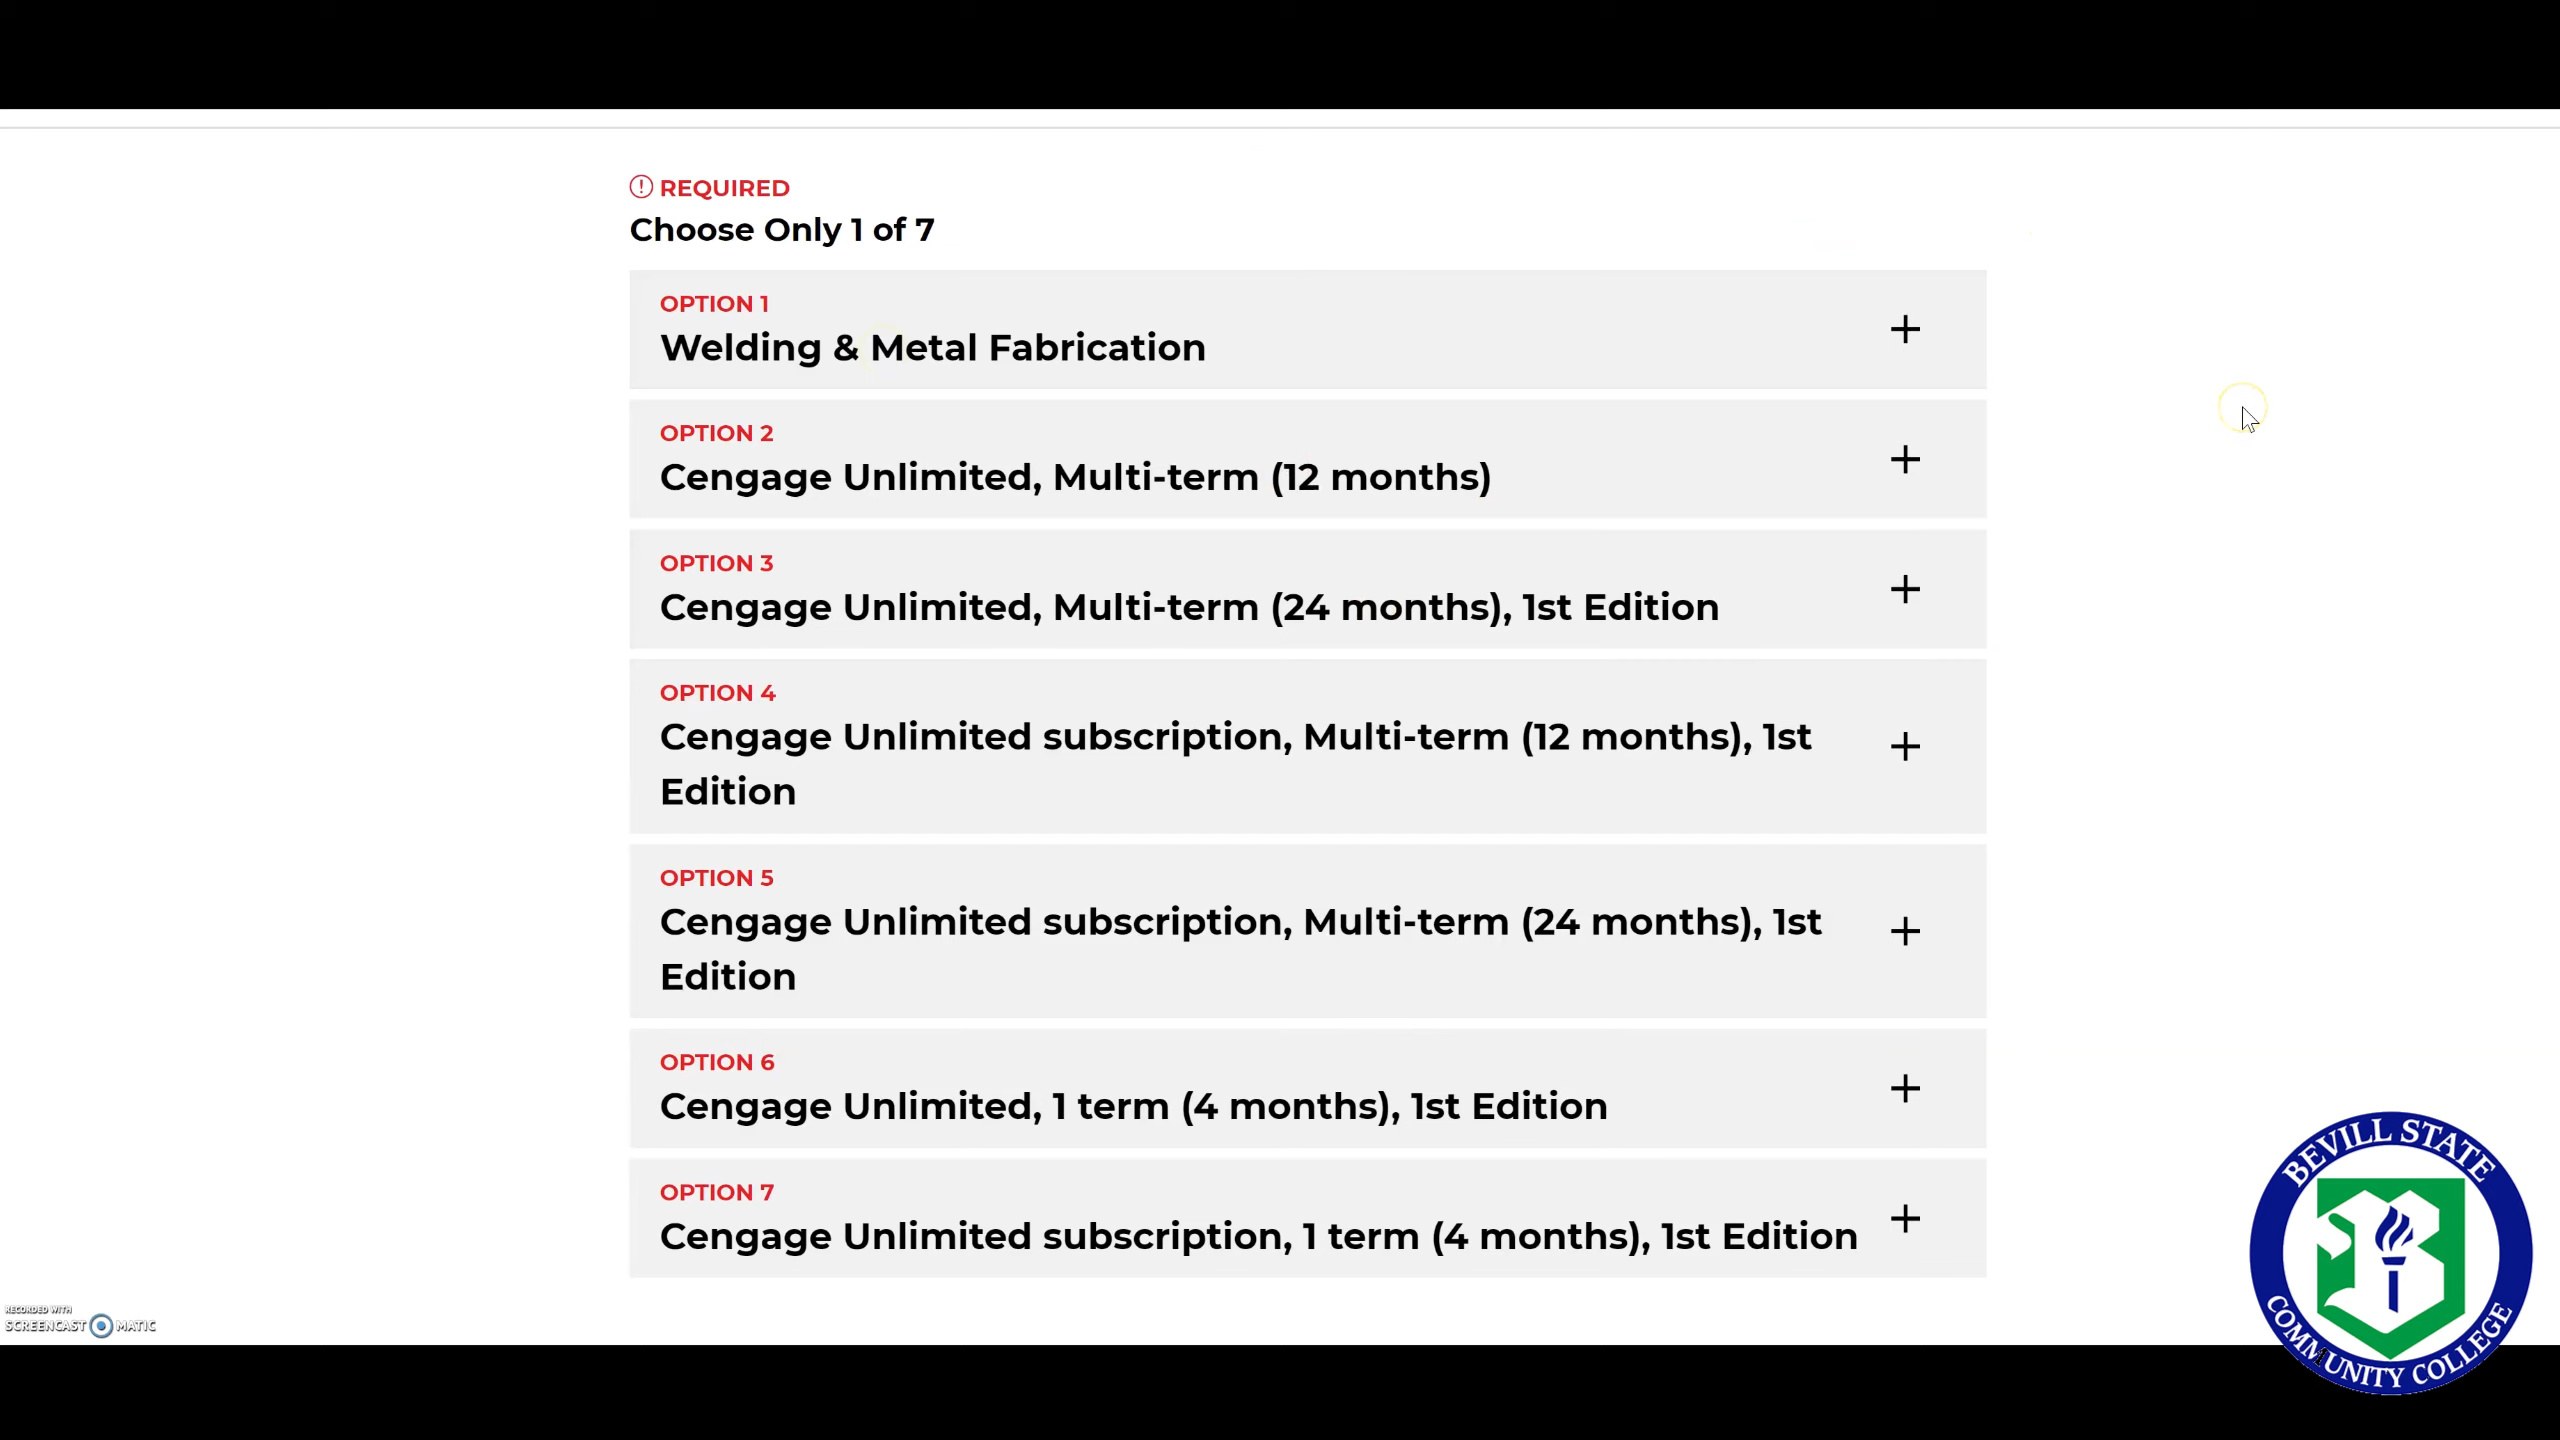 REQUIRED
Choose Only 1 of 7
OPTION 1
Welding & Metal Fabrication
OPTION 2
Cengage Unlimited, Multi-term (12 months)
OPTION 3
Cengage Unlimited, Multi-term (24 months), 1st Edition
OPTION 4
Cengage Unlimited subscription, Multi-term (12 months), 1st
Edition
OPTION 5
Cengage Unlimited subscription, Multi-term (24 months), 1st
Edition
OPTION 6
Cengage Unlimited, 1 term (4 months), 1st Edition
OPTION 7
Cengage Unlimited subscription, 1 term (4 months), 1st Edition
RECORDED WITH
SCREENCAST MATIC
BEVILL STATE
COMMUNITY COLLEGE